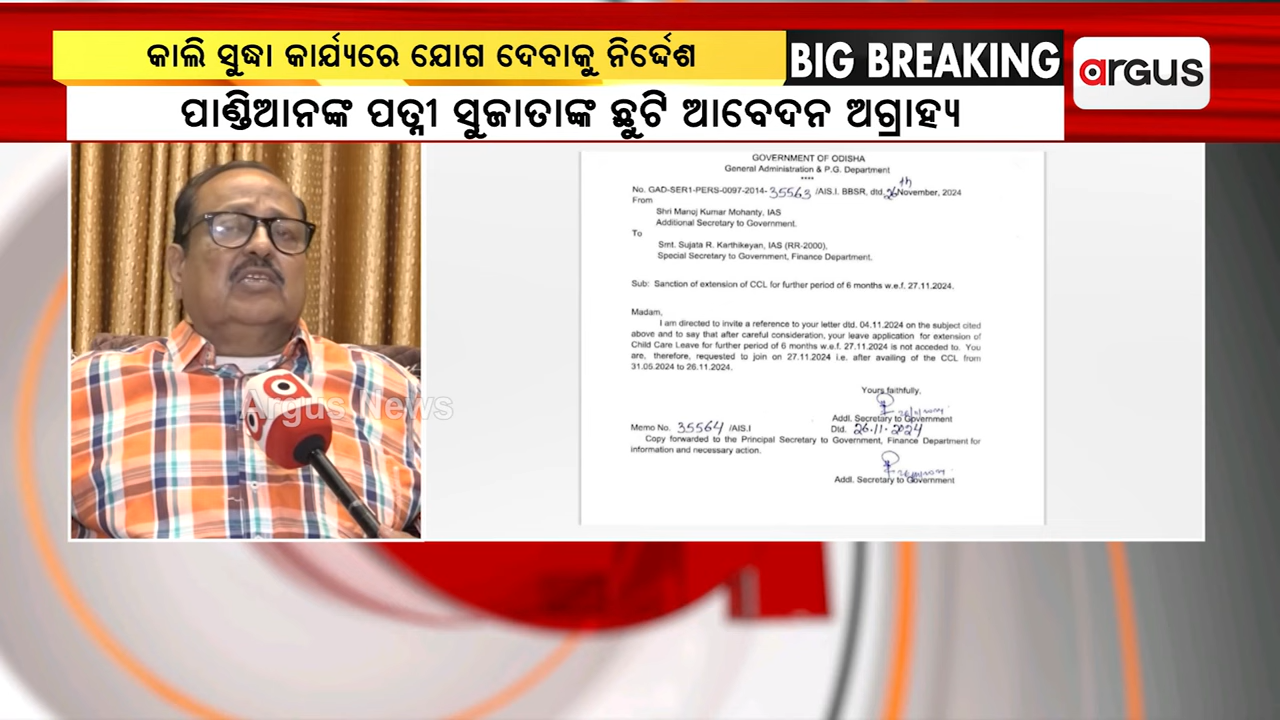 କାଲି ସୁଦ୍ଧା କାର୍ଯ୍ୟରେ ଯୋଗ ଦେବାକୁ ନିର୍ଦ୍ଦେଶ
BIG BREAKING
argus
ପାଣ୍ଡିଆନଙ୍କ ପତ୍ନୀ ସୁଜାତାଙ୍କ ଛୁଟି ଆବେଦନ ଅଗ୍ରାହ୍ୟ
Argus News
GOVERNMENT OF ODISHA
General Administration & P.G. Department
****
No. GAD-SER1-PERS-0097-2014-35563/AIS.I. BBSR, dtd. 26th November, 2024
From
Shri Manoj Kumar Mohanty, IAS
Additional Secretary to Government.
To
Smt. Sujata R. Karthikeyan, IAS (RR-2000),
Special Secretary to Government, Finance Department.
Sub: Sanction of extension of CCL for further period of 6 months w.e.f. 27.11.2024.
Madam,
I am directed to invite a reference to your letter dtd. 04.11.2024 on the subject cited
above and to say that after careful consideration, your leave application for extension of
Child Care Leave for further period of 6 months w.e.f. 27.11.2024 is not acceded to. You
are, therefore, requested to join on 27.11.2024 i.e. after availing of the CCL from
31.05.2024 to 26.11.2024.
Yours faithfully,
Addl. Secretary to Government
Memo No. 35564 /AIS.I Dtd. 26.11.2024
Copy forwarded to the Principal Secretary to Government, Finance Department for
information and necessary action.
Addl. Secretary to Government